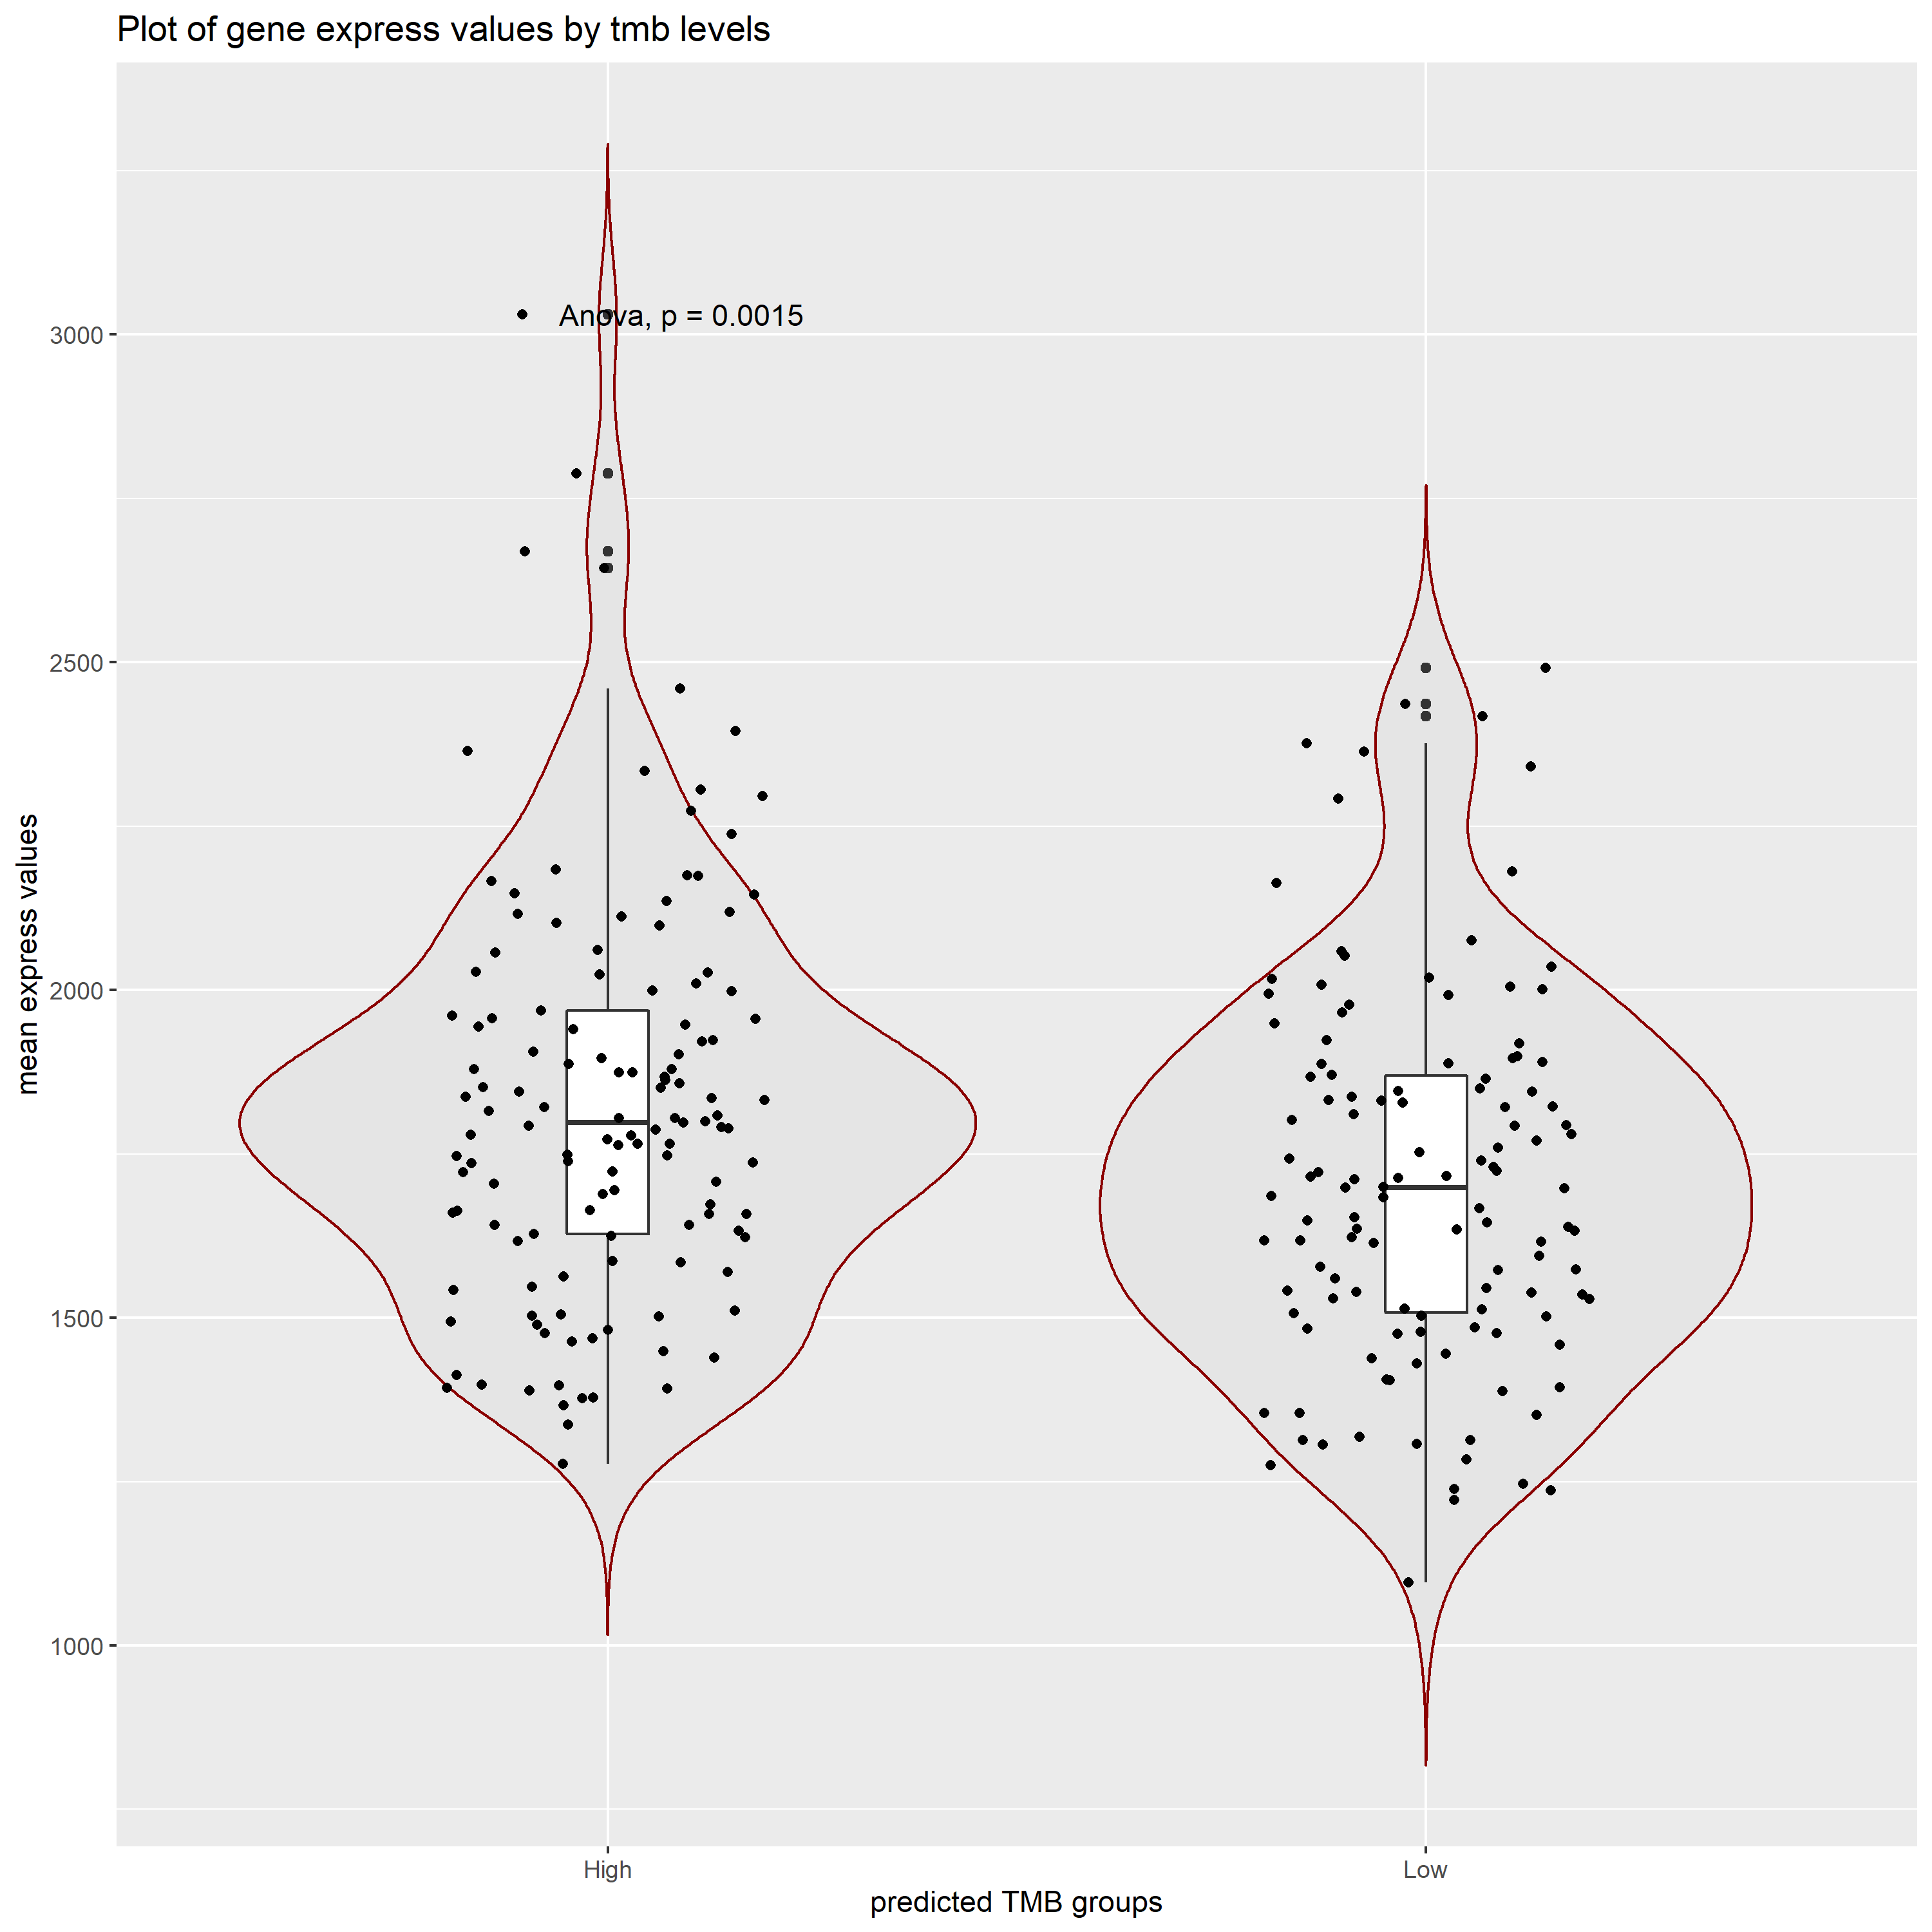 Plot of gene express values by tmb levels
Anova, p = 0.0015
3000
2500
2000
1500
1000
mean express values
High
Low
predicted TMB groups